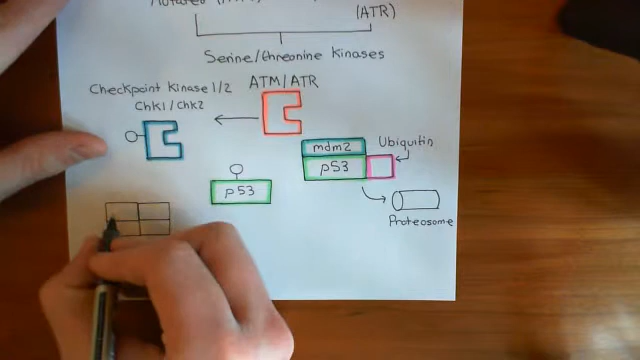 (ATR)
Serine/threonine Kinases
Checkpoint Kinase 1/2
Chk1/Chk2
ATM/ATR
mdm2
p53
Ubiquitin
p53
Proteosome